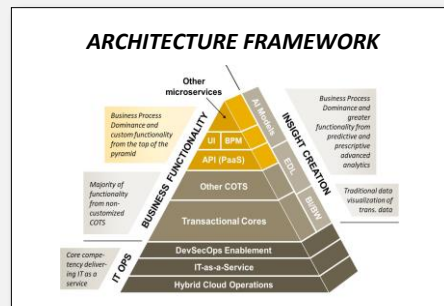 ARCHITECTURE FRAMEWORK
Other
microservices
Business Process
Dominance and
custom functionality
from the top of the
pyramid
Majority of
functionality
from non-
customized
COTS
Core compe-
tency deliver-
ing IT as a
service
BUSINESS FUNCTIONALITY
IT OPS
UI
BPM
API (PaaS)
Other COTS
Transactional Cores
DevSecOps Enablement
IT-as-a-Service
Hybrid Cloud Operations
AI Models
EDL
BI/BW
INSIGHT CREATION
Business Process
Dominance and
greater
functionality from
predictive and
prescriptive
advanced
analytics
Traditional data
visualization of
trans. data